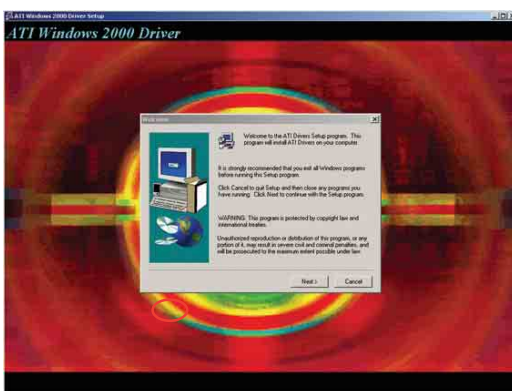 ATI Windows 2000 Driver Setup
ATI Windows 2000 Driver
Welcome
Welcome to the ATI Drivers Setup program. This
program will install ATI Drivers on your computer.
It is strongly recommended that you exit all Windows programs
before running this Setup program.
Click Cancel to quit Setup and then close any programs you
have running. Click Next to continue with the Setup program.
WARNING: This program is protected by copyright law and
international treaties.
Unauthorized reproduction or distribution of this program, or any
portion of it, may result in severe civil and criminal penalties, and
will be prosecuted to the maximum extent possible under law.
Next >
Cancel